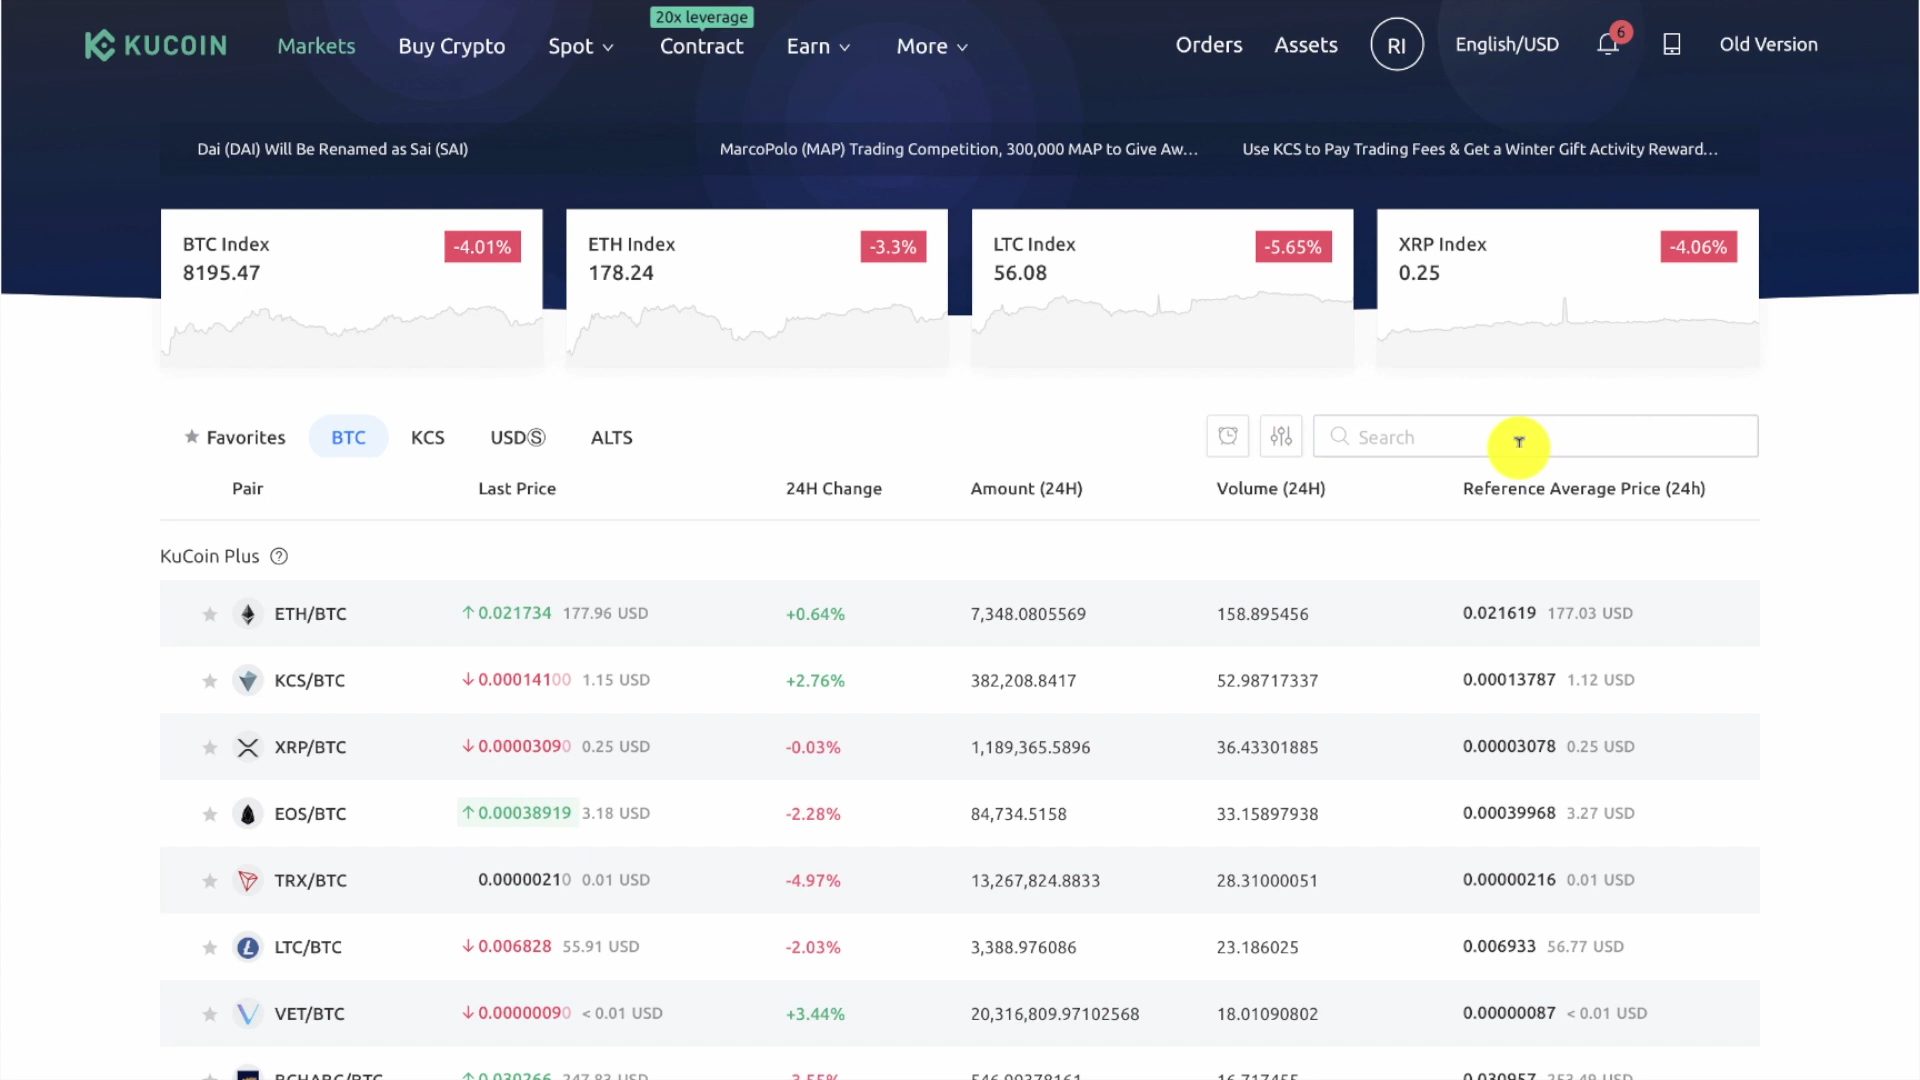 KUCOIN Markets Buy Crypto Spot 20x leverage Contract Earn More Orders Assets RI English/USD 6 Old Version
Dai (DAI) Will Be Renamed as Sai (SAI) MarcoPolo (MAP) Trading Competition, 300,000 MAP to Give Aw... Use KCS to Pay Trading Fees & Get a Winter Gift Activity Reward...
BTC Index -4.01% ETH Index -3.3% LTC Index -5.65% XRP Index -4.06%
8195.47 178.24 56.08 0.25
Favorites BTC KCS USDⓈ ALTS Search
Pair Last Price 24H Change Amount (24H) Volume (24H) Reference Average Price (24h)
KuCoin Plus ?
ETH/BTC ↑0.021734 177.96 USD +0.64% 7,348.0805569 158.895456 0.021619 177.03 USD
KCS/BTC ↓0.00014100 1.15 USD +2.76% 382,208.8417 52.98717337 0.00013787 1.12 USD
XRP/BTC ↓0.00003090 0.25 USD -0.03% 1,189,365.5896 36.43301885 0.00003078 0.25 USD
EOS/BTC ↑0.00038919 3.18 USD -2.28% 84,734.5158 33.15897938 0.00039968 3.27 USD
TRX/BTC 0.00000210 0.01 USD -4.97% 13,267,824.8833 28.31000051 0.00000216 0.01 USD
LTC/BTC ↓0.006828 55.91 USD -2.03% 3,388.976086 23.186025 0.006933 56.77 USD
VET/BTC ↓0.00000090 < 0.01 USD +3.44% 20,316,809.97102568 18.01090802 0.00000087 < 0.01 USD
BCHABC/BTC